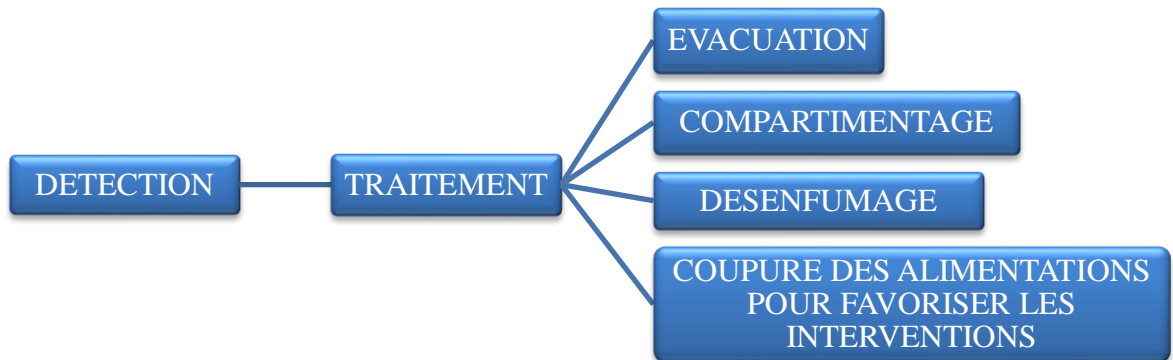 DETECTION
TRAITEMENT
EVACUATION
COMPARTIMENTAGE
DESENFUMAGE
COUPURE DES ALIMENTATIONS
POUR FAVORISER LES
INTERVENTIONS